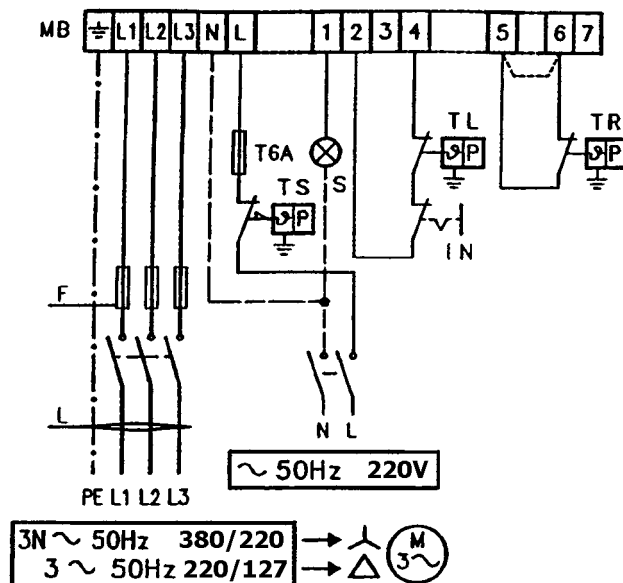 MB ⏚ L1 L2 L3 N L 1 2 3 4 5 6 7
TL TR
T6A
ϑ P ϑ P
TS
S
ϑ P
IN
F
L
N L
∼ 50Hz 220V
PE L1 L2 L3
3N ∼ 50Hz 380/220 → M
3 ∼ 50Hz 220/127 → △ 3∼